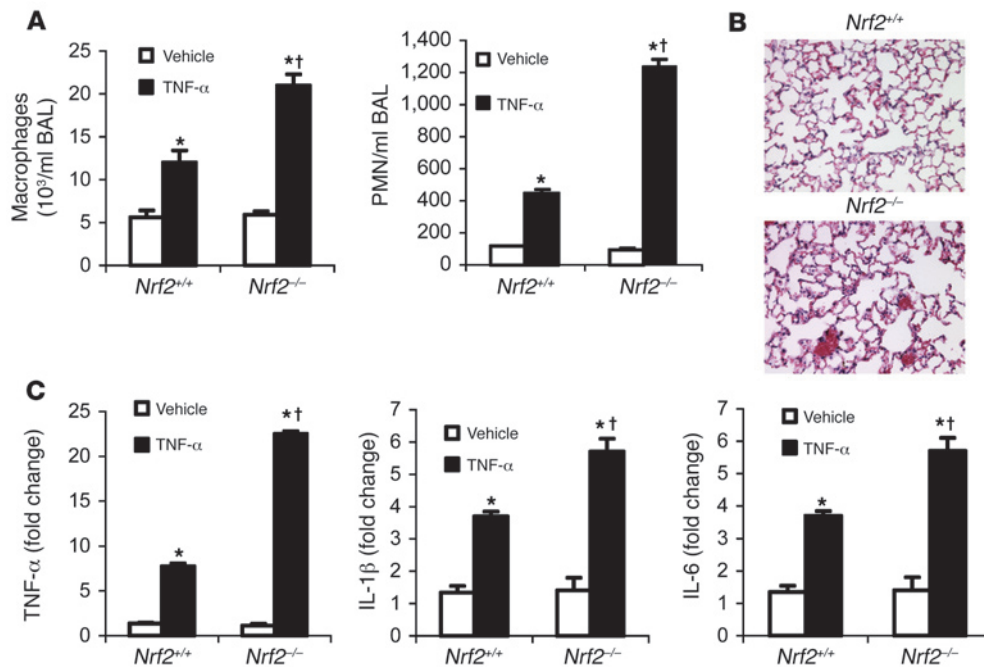 A
Macrophages
(10³/ml BAL)
25
20
15
10
5
0
Vehicle
TNF-α
*
*†
Nrf2+/+
Nrf2–/–
PMN/ml BAL
1,400
1,200
1,000
800
600
400
200
0
Vehicle
TNF-α
*
*†
Nrf2+/+
Nrf2–/–
B
Nrf2+/+
Nrf2–/–
C
TNF-α (fold change)
25
20
15
10
5
0
Vehicle
TNF-α
*
*†
Nrf2+/+
Nrf2–/–
IL-1β (fold change)
7
6
5
4
3
2
1
0
Vehicle
TNF-α
*
*†
Nrf2+/+
Nrf2–/–
IL-6 (fold change)
7
6
5
4
3
2
1
0
Vehicle
TNF-α
*
*†
Nrf2+/+
Nrf2–/–